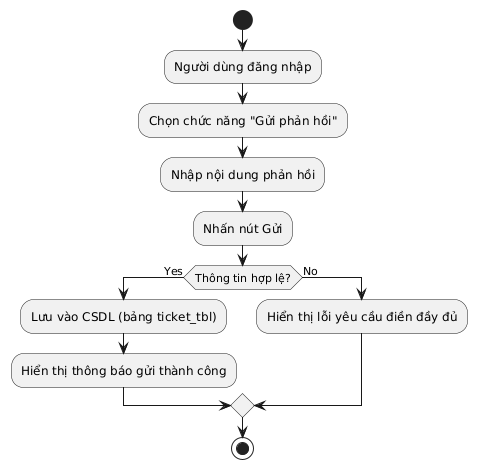 Người dùng đăng nhập
Chọn chức năng "Gửi phản hồi"
Nhập nội dung phản hồi
Nhấn nút Gửi
Thông tin hợp lệ?
Yes
No
Lưu vào CSDL (bảng ticket_tbl)
Hiển thị lỗi yêu cầu điền đầy đủ
Hiển thị thông báo gửi thành công